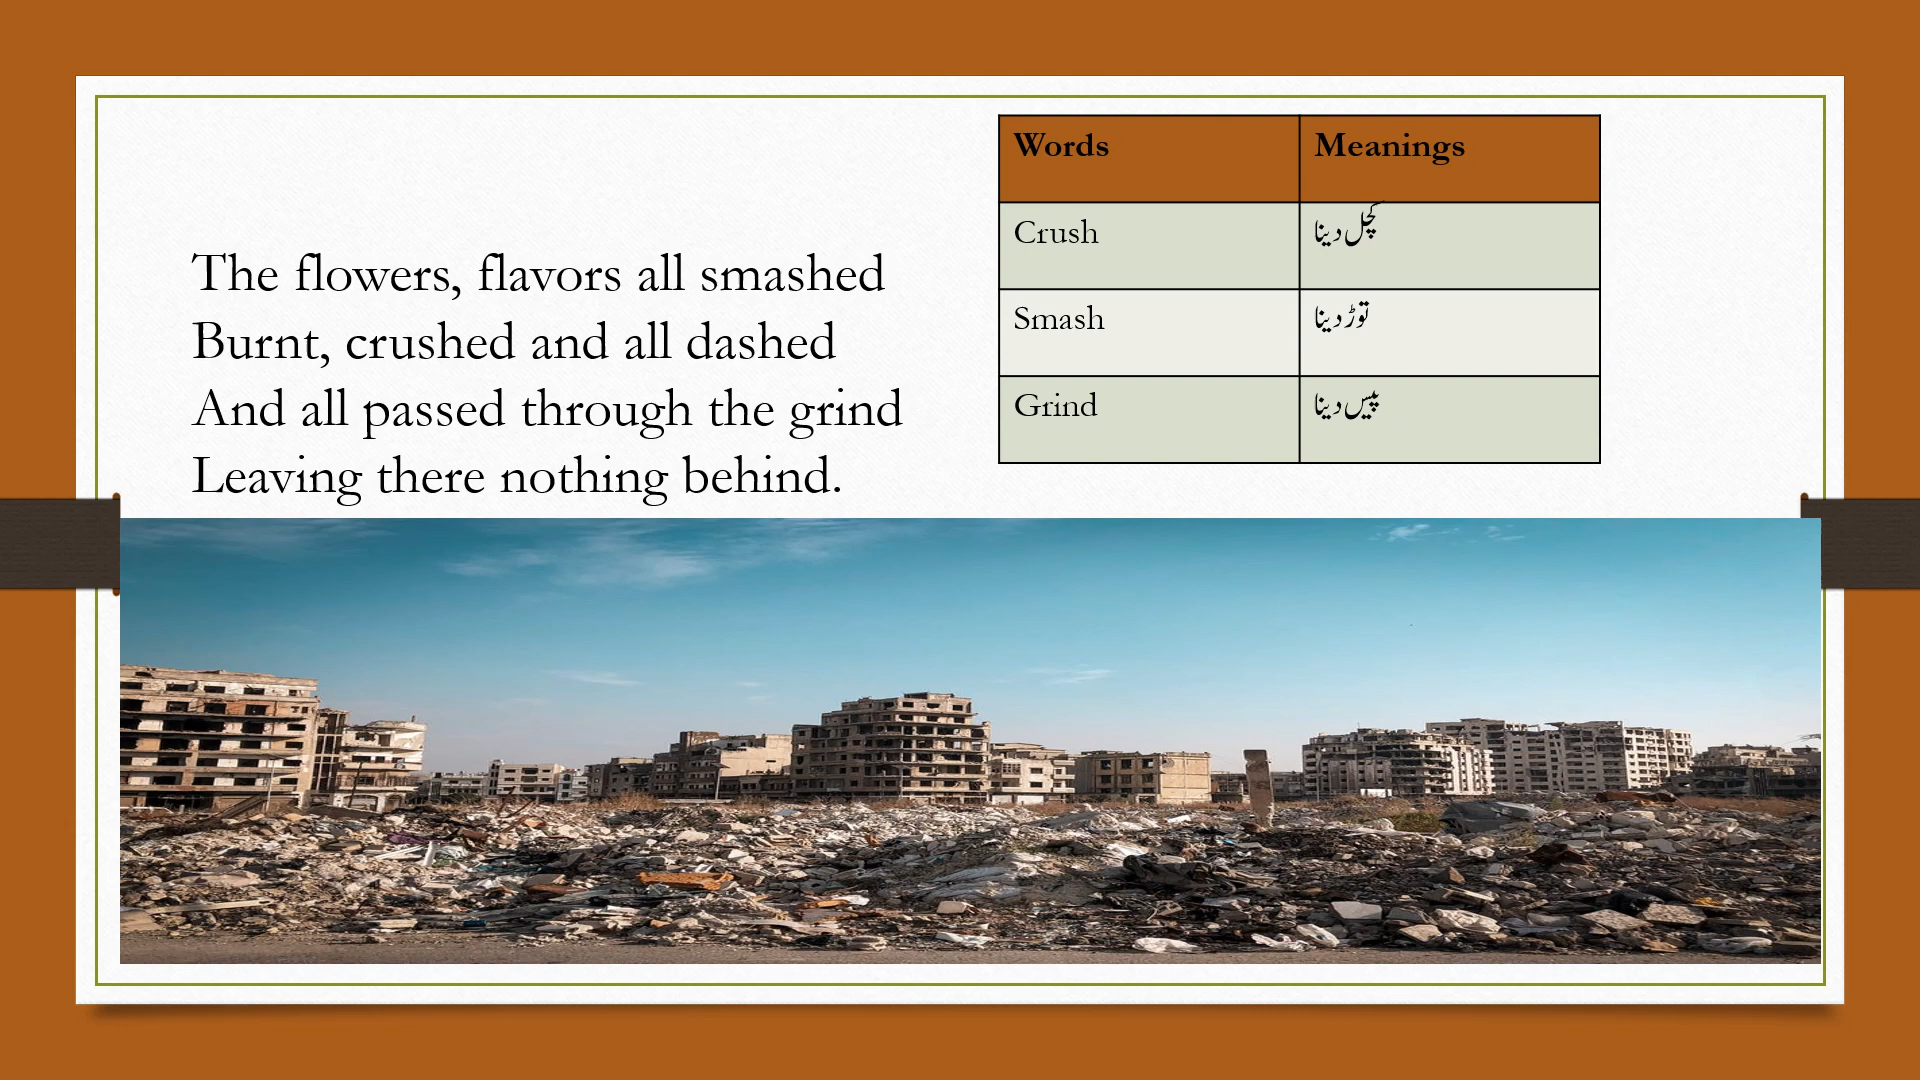 The flowers, flavors all smashed
Burnt, crushed and all dashed
And all passed through the grind
Leaving there nothing behind.
Words Meanings
Crush کچل دینا
Smash توڑ دینا
Grind پیس دینا